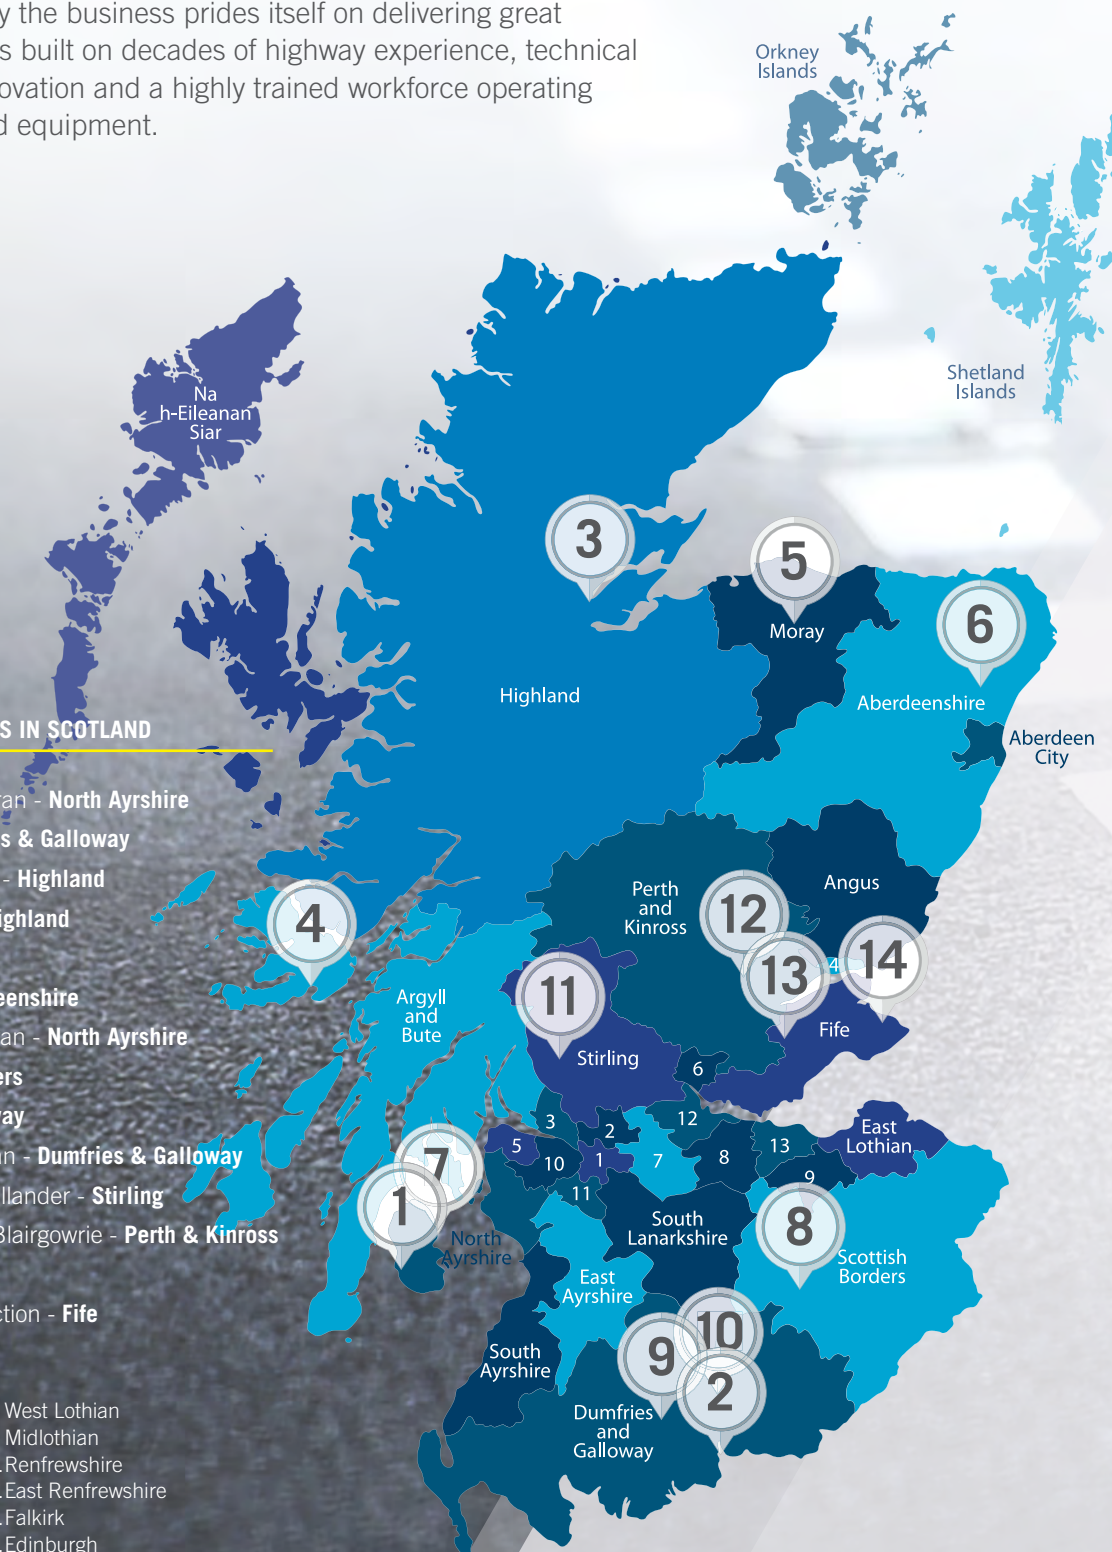 y the business prides itself on delivering great
s built on decades of highway experience, technical
ovation and a highly trained workforce operating
d equipment.
Orkney
Islands
Shetland
Islands
Na
h-Eileanan
Siar
3
5
Moray
6
Highland
Aberdeenshire
Aberdeen
City
S IN SCOTLAND
ran - North Ayrshire
s & Galloway
- Highland
ighland
eenshire
an - North Ayrshire
ers
way
an - Dumfries & Galloway
llander - Stirling
Blairgowrie - Perth & Kinross
ction - Fife
West Lothian
Midlothian
.Renfrewshire
.East Renfrewshire
.Falkirk
.Edinburgh
Perth
and
Kinross
Angus
12
4
13
4
14
11
Argyll
and
Bute
Fife
Stirling
6
3
2
12
5
10
1
7
8
13
East
Lothian
9
11
7
1
North
Ayrshire
South
Lanarkshire
8
Scottish
Borders
East
Ayrshire
10
9
2
South
Ayrshire
Dumfries
and
Galloway